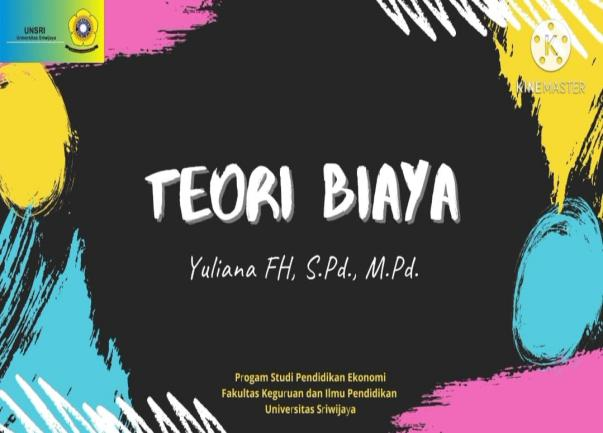 UNSRI
Universitas Sriwijaya
KINEMASTER
TEORI BIAYA
Yuliana FH, S.Pd., M.Pd.
Progam Studi Pendidikan Ekonomi
Fakultas Keguruan dan Ilmu Pendidikan
Universitas Sriwijaya